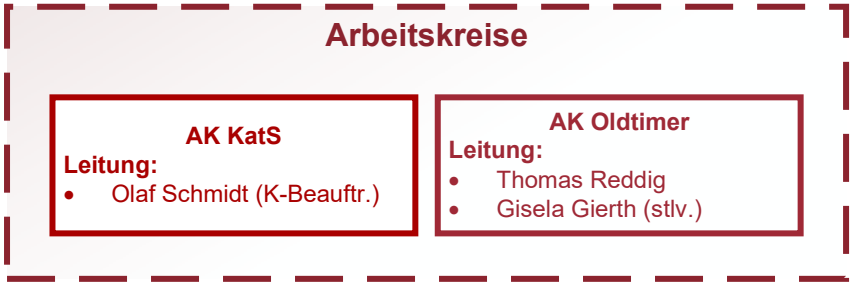 Arbeitskreise
AK KatS
Leitung:
• Olaf Schmidt (K-Beauftr.)
AK Oldtimer
Leitung:
• Thomas Reddig
• Gisela Gierth (stlv.)